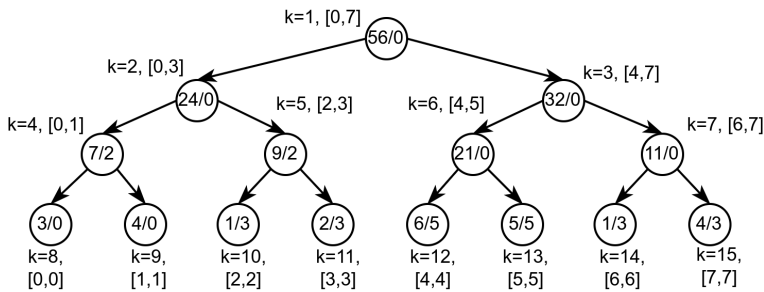 k=1, [0,7]
56/0
k=2, [0,3]
k=3, [4,7]
24/0
32/0
k=4, [0,1]
k=5, [2,3]
k=6, [4,5]
k=7, [6,7]
7/2
9/2
21/0
11/0
3/0
4/0
1/3
2/3
6/5
5/5
1/3
4/3
k=8,
[0,0]
k=9,
[1,1]
k=10,
[2,2]
k=11,
[3,3]
k=12,
[4,4]
k=13,
[5,5]
k=14,
[6,6]
k=15,
[7,7]